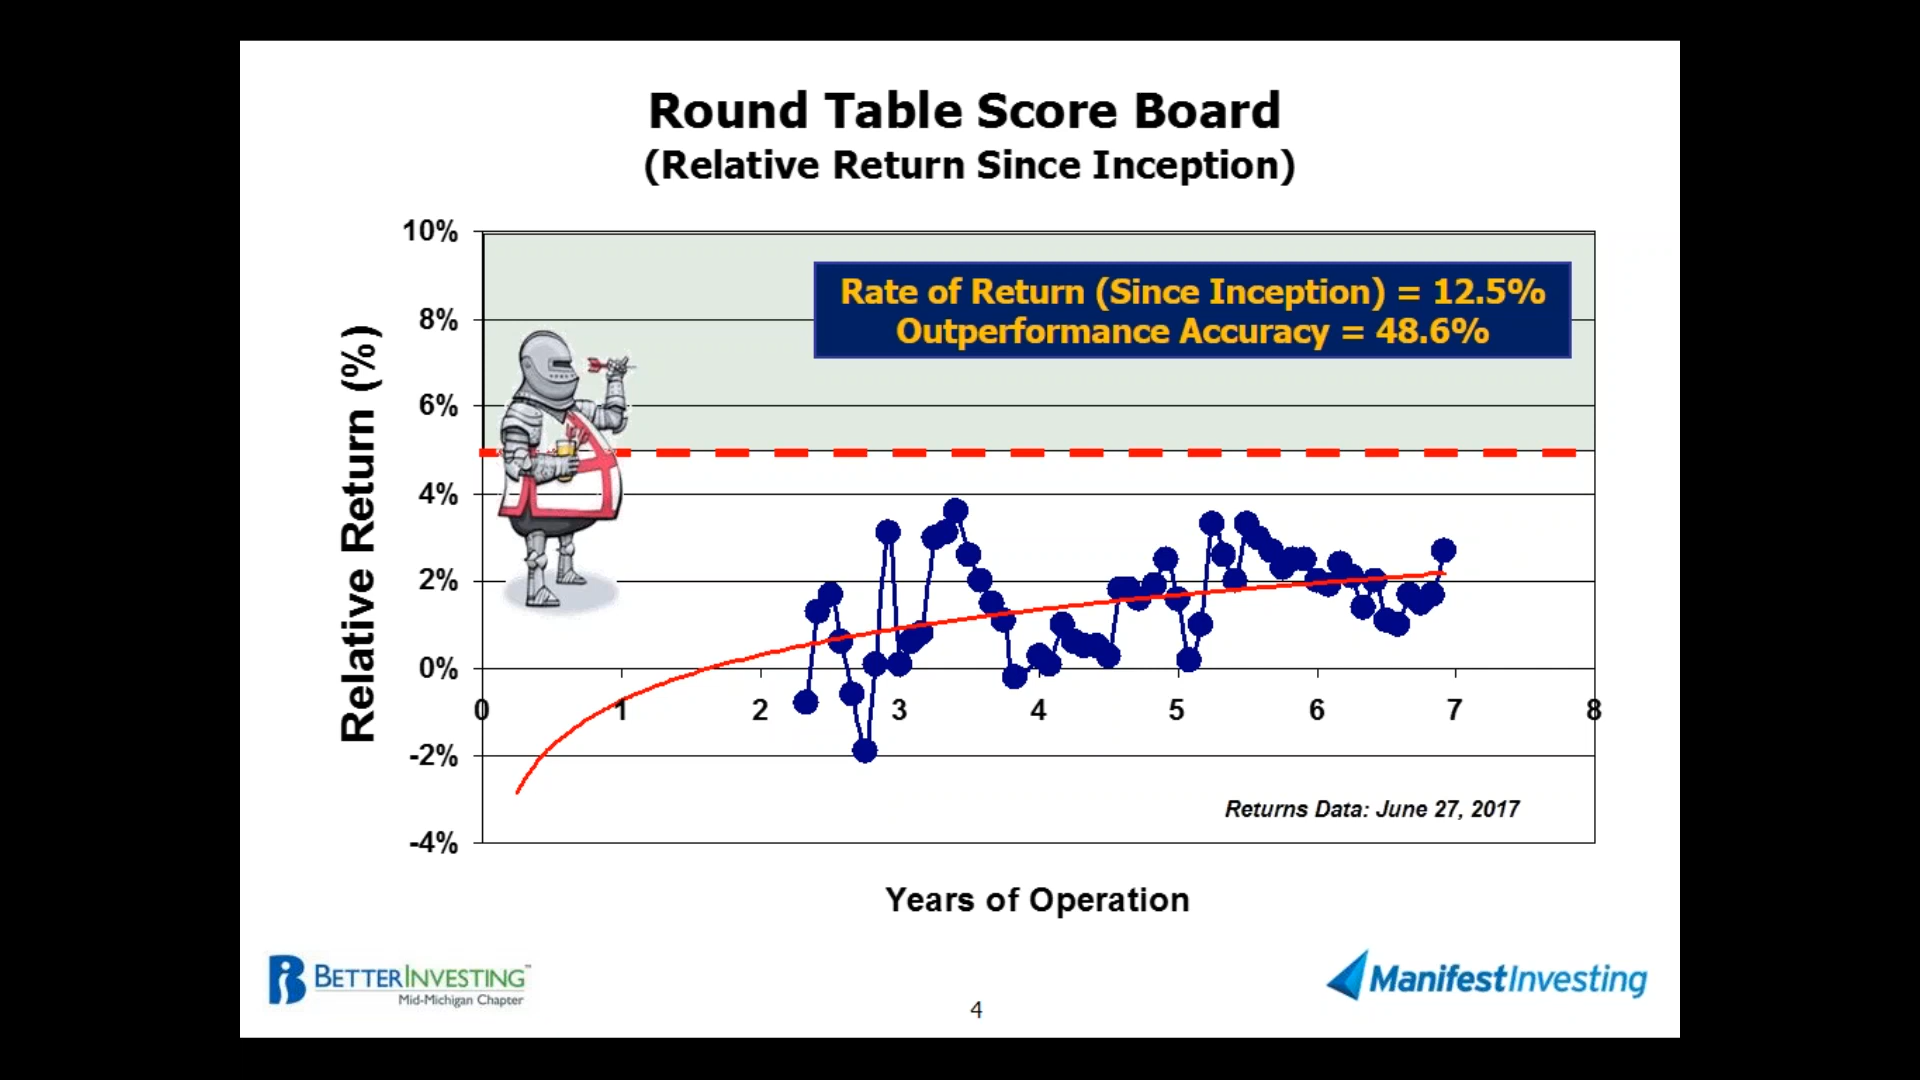 Round Table Score Board
(Relative Return Since Inception)
10%
8%
6%
4%
2%
0%
-2%
-4%
Relative Return (%)
Rate of Return (Since Inception) = 12.5%
Outperformance Accuracy = 48.6%
0 1 2 3 4 5 6 7 8
Returns Data: June 27, 2017
Years of Operation
BETTERINVESTING™
Mid-Michigan Chapter
ManifestInvesting
4